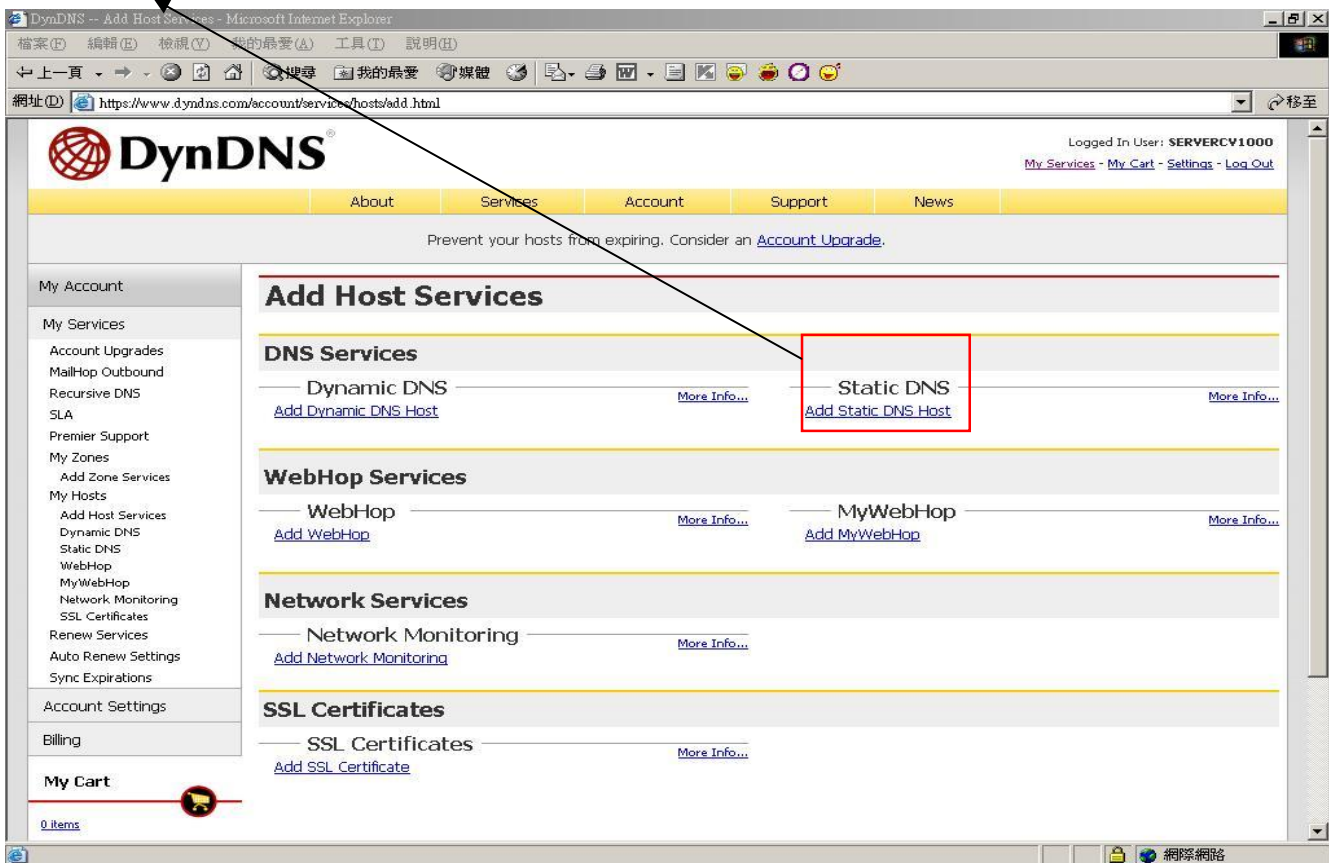 DynDNS -- Add Host Services - Microsoft Internet Explorer
檔案(F) 編輯(E) 檢視(V) 我的最愛(A) 工具(T) 說明(H)
上一頁 搜尋 我的最愛 媒體
網址(D) https://www.dyndns.com/account/services/hosts/add.html 移至
DynDNS®
Logged In User: SERVERCV1000
My Services - My Cart - Settings - Log Out
About Services Account Support News
Prevent your hosts from expiring. Consider an Account Upgrade.
My Account
My Services
Account Upgrades
MailHop Outbound
Recursive DNS
SLA
Premier Support
My Zones
Add Zone Services
My Hosts
Add Host Services
Dynamic DNS
Static DNS
WebHop
MyWebHop
Network Monitoring
SSL Certificates
Renew Services
Auto Renew Settings
Sync Expirations
Account Settings
Billing
My Cart
0 items
Add Host Services
DNS Services
Dynamic DNS More Info...
Add Dynamic DNS Host
Static DNS More Info...
Add Static DNS Host
WebHop Services
WebHop More Info...
Add WebHop
MyWebHop More Info...
Add MyWebHop
Network Services
Network Monitoring More Info...
Add Network Monitoring
SSL Certificates
SSL Certificates More Info...
Add SSL Certificate
網際網路